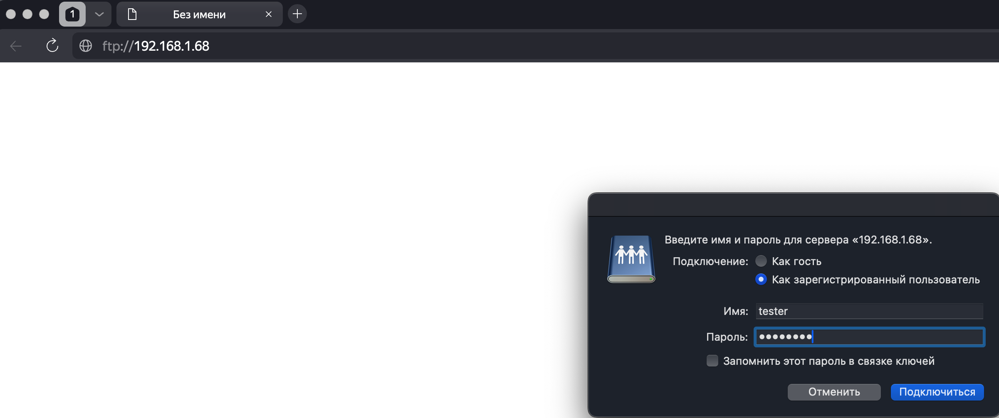 1
Без имени
ftp://192.168.1.68
Введите имя и пароль для сервера «192.168.1.68».
Подключение: Как гость
Как зарегистрированный пользователь
Имя: tester
Пароль: ••••••••
Запомнить этот пароль в связке ключей
Отменить Подключиться